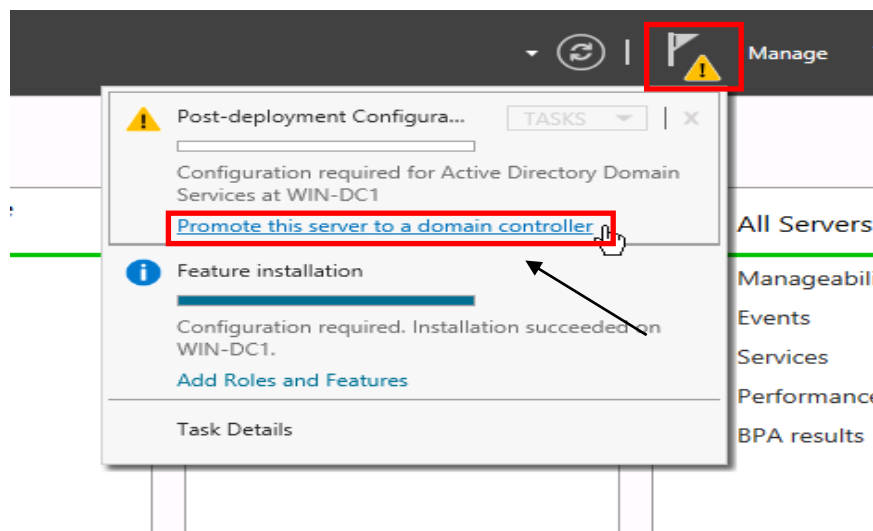 Manage
Post-deployment Configura...
TASKS
Configuration required for Active Directory Domain
Services at WIN-DC1
Promote this server to a domain controller
Feature installation
Configuration required. Installation succeeded on
WIN-DC1.
Add Roles and Features
Task Details
All Servers
Manageabili
Events
Services
Performance
BPA results